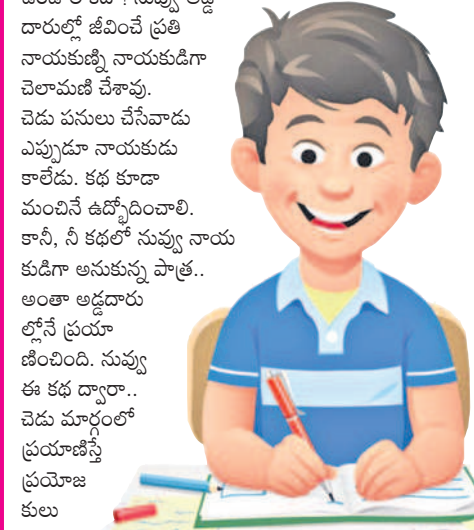 దారుల్లో జీవించే ప్రతి
నాయకుణ్ని నాయకుడిగా
చెలామణి చేశావు.
చెడు పనులు చేసేవాడు
ఎప్పుడూ నాయకుడు
కాలేడు. కథ కూడా
మంచినే ఉద్బోదించాలి.
కానీ, నీ కథలో నువ్వు నాయ
కుడిగా అనుకున్న పాత్ర..
అంతా అడ్డదారు
ల్లోనే ప్రయా
ణించింది. నువ్వు
ఈ కథ ద్వారా..
చెడు మార్గంలో
ప్రయాణిస్తే
ప్రయోజ
కులు